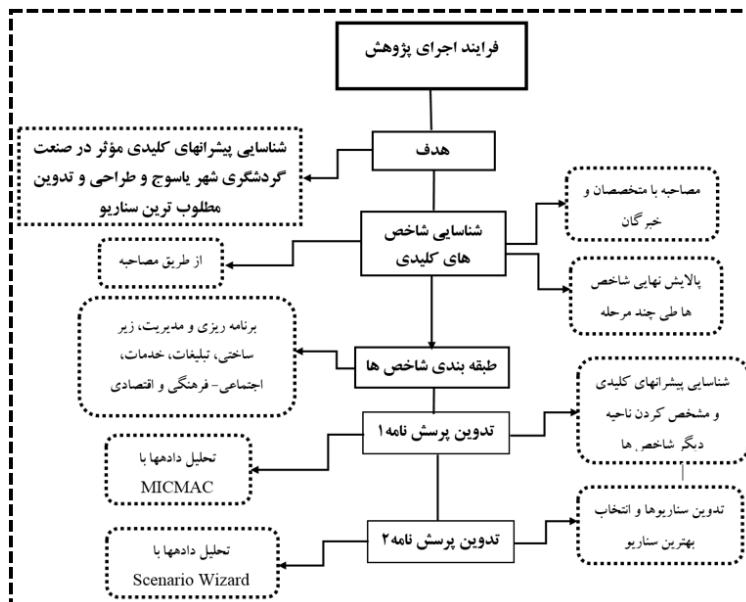 فرایند اجرای پژوهش
هدف
شناسایی پیشرانهای کلیدی مؤثر در صنعت
گردشگری شهر یاسوج و طراحی و تدوین
مطلوب ترین سناریو
شناسایی شاخص
های کلیدی
مصاحبه با متخصصان و
خبرگان
از طریق مصاحبه
پالایش نهایی شاخص
ها طی چند مرحله
طبقه بندی شاخص ها
برنامه ریزی و مدیریت، زیر
ساختی، تبلیغات، خدمات،
اجتماعی- فرهنگی و اقتصادی
تدوین پرسش نامه۱
شناسایی پیشرانهای کلیدی
و مشخص کردن ناحیه
دیگر شاخص ها
تحلیل دادهها با
MICMAC
تدوین پرسش نامه۲
تدوین سناریوها و انتخاب
بهترین سناریو
تحلیل دادهها با
Scenario Wizard